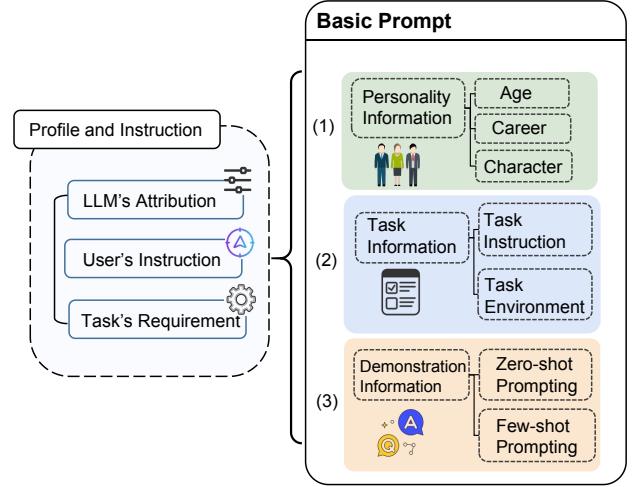 Basic Prompt
Profile and Instruction
LLM's Attribution
User's Instruction
Task's Requirement
(1)
Personality
Information
Age
Career
Character
(2)
Task
Information
Task
Instruction
Task
Environment
(3)
Demonstration
Information
A
Q
Zero-shot
Prompting
Few-shot
Prompting